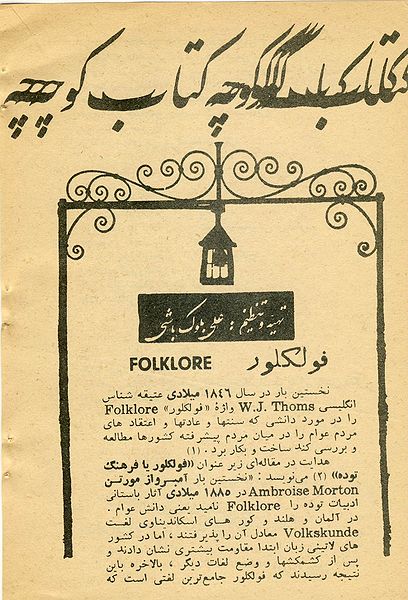 کتاب کوچه کتاب کوچه
تهیه و تنظیم : علی بلوک باشی
FOLKLORE فولکلور
نخستین بار در سال ۱۸۴۶ میلادی عتیقه شناس
انگلیسی W.J. Thoms واژهٔ «فولکلور» Folklore
را در مورد دانشی که سنتها و عادتها و اعتقاد های
مردم عوام را در میان مردم پیشرفته کشورها مطالعه
و بررسی کند ساخت و بکار برد . (۱)
هدایت در مقاله‌ای زیر عنوان «فولکلور یا فرهنگ
توده» (۲) می‌نویسد : «نخستین بار آمبرواز مورتن
Ambroise Morton در ۱۸۸۵ میلادی آثار باستانی
ادبیات توده را Folklore نامید یعنی دانش عوام .
در آلمان و هلند و کور های اسکاندیناوی لغت
Volkskunde معادل آن را پذیرفتند ، اما در کشور
های لاتینی زبان ابتدا مقاومت بیشتری نشان دادند و
پس از کشمکشها و وضع لغات دیگر ، بالاخره باین
نتیجه رسیدند که فولکلور جامع‌ترین لغتی است که